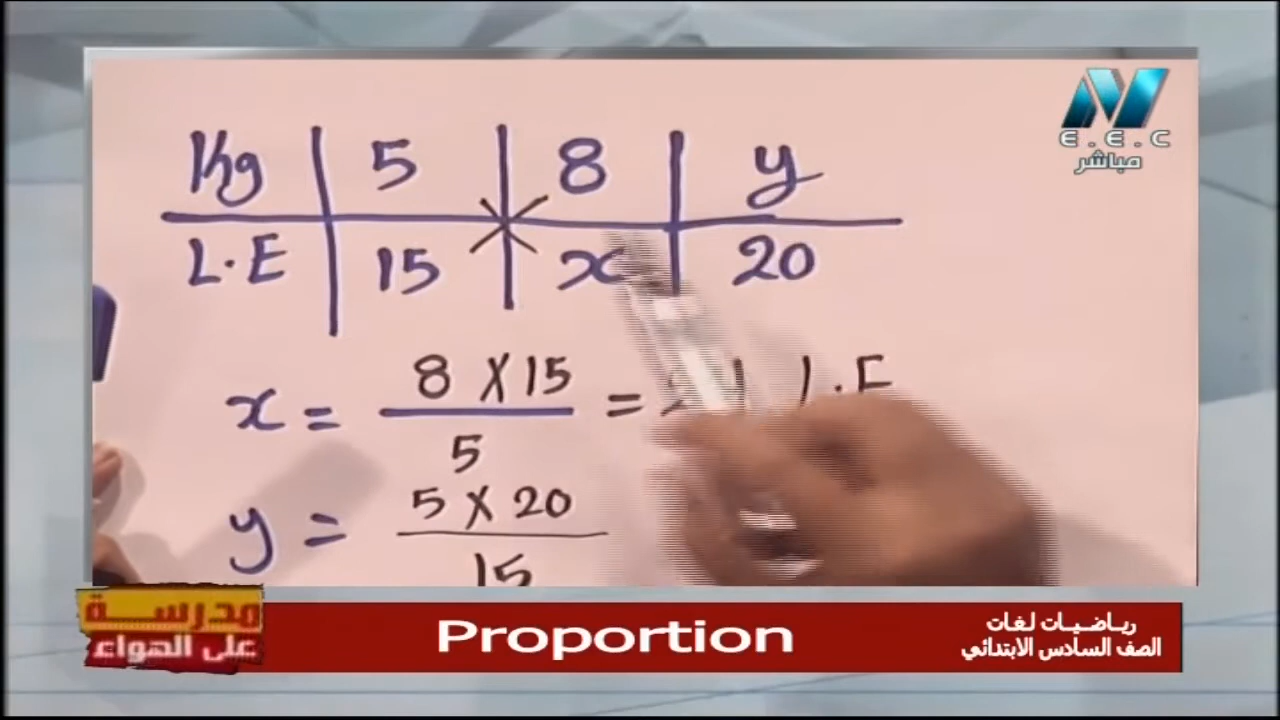 E.E.C
مباشر
Kg 5 8 y
L.E 15 x 20
x = 8 X 15 / 5 = L.E
y = 5 X 20 / 15
مدرسة
على الهواء
Proportion
رياضيات لغات
الصف السادس الابتدائي